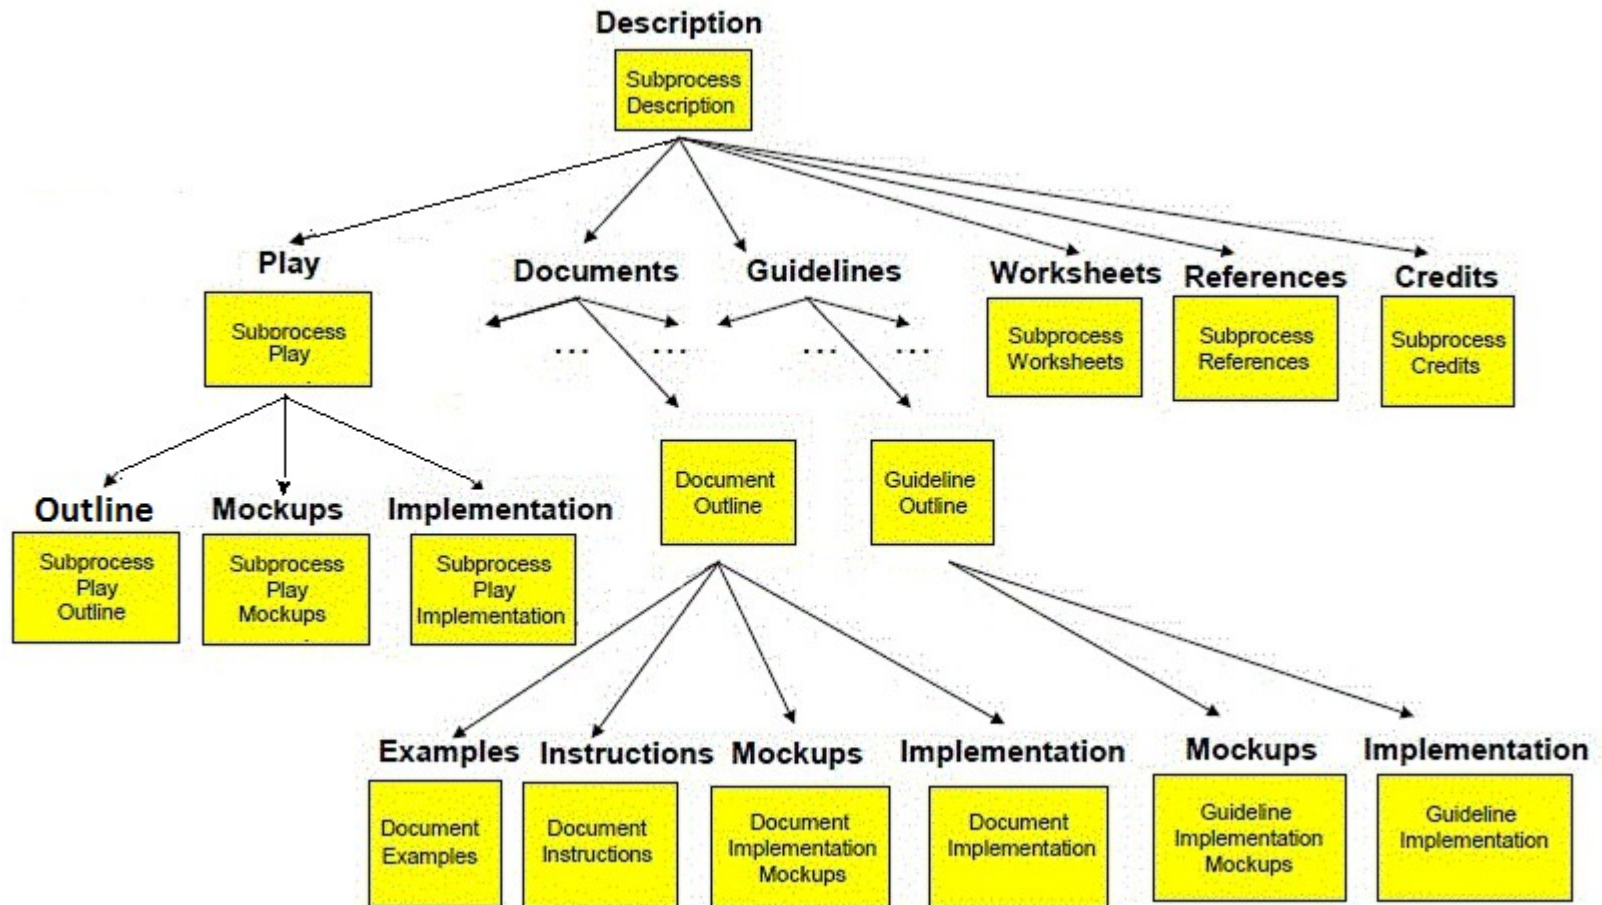 Description
Subprocess
Description
Play
Documents
Guidelines
Worksheets
References
Credits
Subprocess
Play
Subprocess
Worksheets
Subprocess
References
Subprocess
Credits
...
...
...
...
Document
Outline
Guideline
Outline
Outline
Mockups
Implementation
Subprocess
Play
Outline
Subprocess
Play
Mockups
Subprocess
Play
Implementation
Examples
Instructions
Mockups
Implementation
Mockups
Implementation
Document
Examples
Document
Instructions
Document
Implementation
Mockups
Document
Implementation
Guideline
Implementation
Mockups
Guideline
Implementation